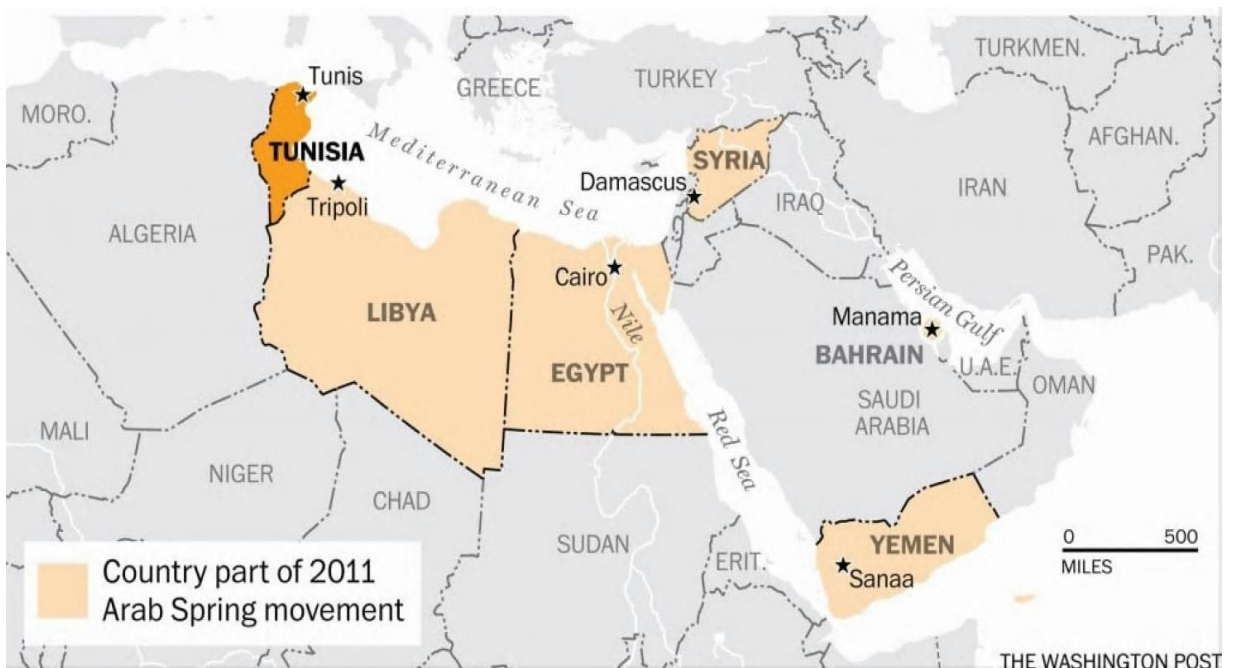 TURKMEN.
Tunis
GREECE
TURKEY
MORO.
AFGHAN.
TUNISIA
Mediterranean Sea
SYRIA
Damascus
IRAN
Tripoli
IRAQ
ALGERIA
PAK.
Cairo
Persian Gulf
LIBYA
Nile
Manama
BAHRAIN
U.A.E.
EGYPT
OMAN
SAUDI
ARABIA
Red Sea
MALI
NIGER
CHAD
SUDAN
YEMEN
ERIT.
Sanaa
0 500
MILES
Country part of 2011
Arab Spring movement
THE WASHINGTON POST